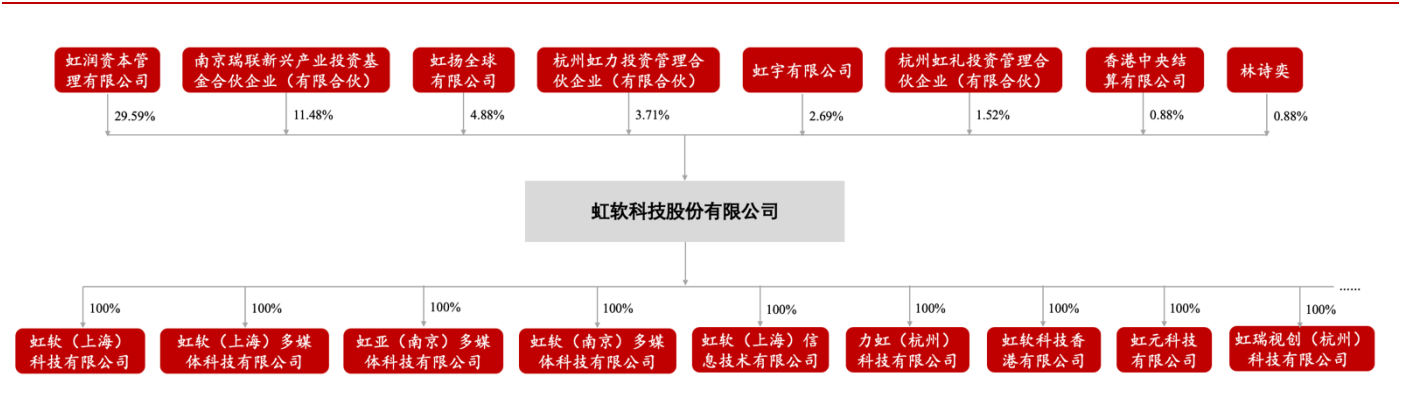 虹润资本管
理有限公司
南京瑞联新兴产业投资基
金合伙企业（有限合伙）
虹扬全球
有限公司
杭州虹力投资管理合
伙企业（有限合伙）
虹宇有限公司
杭州虹礼投资管理合
伙企业（有限合伙）
香港中央结
算有限公司
林诗奕
29.59%
11.48%
4.88%
3.71%
2.69%
1.52%
0.88%
0.88%
虹软科技股份有限公司
......
100%
100%
100%
100%
100%
100%
100%
100%
100%
虹软（上海）
科技有限公司
虹软（上海）多媒
体科技有限公司
虹亚（南京）多媒
体科技有限公司
虹软（南京）多媒
体科技有限公司
虹软（上海）信
息技术有限公司
力虹（杭州）
科技有限公司
虹软科技香
港有限公司
虹元科技
有限公司
虹瑞视创（杭州）
科技有限公司